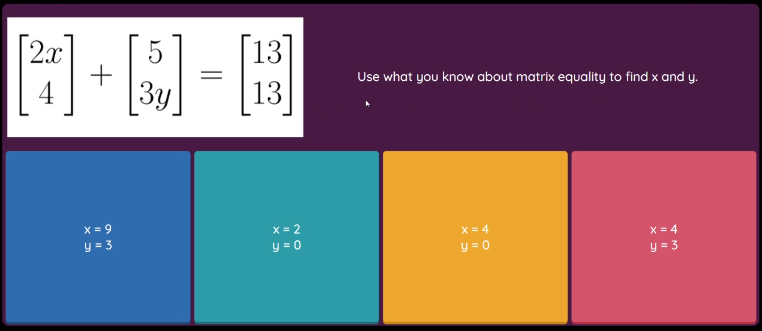 [2x] + [5] = [13]
[4] [3y] [13]
Use what you know about matrix equality to find x and y.
x = 9
y = 3
x = 2
y = 0
x = 4
y = 0
x = 4
y = 3